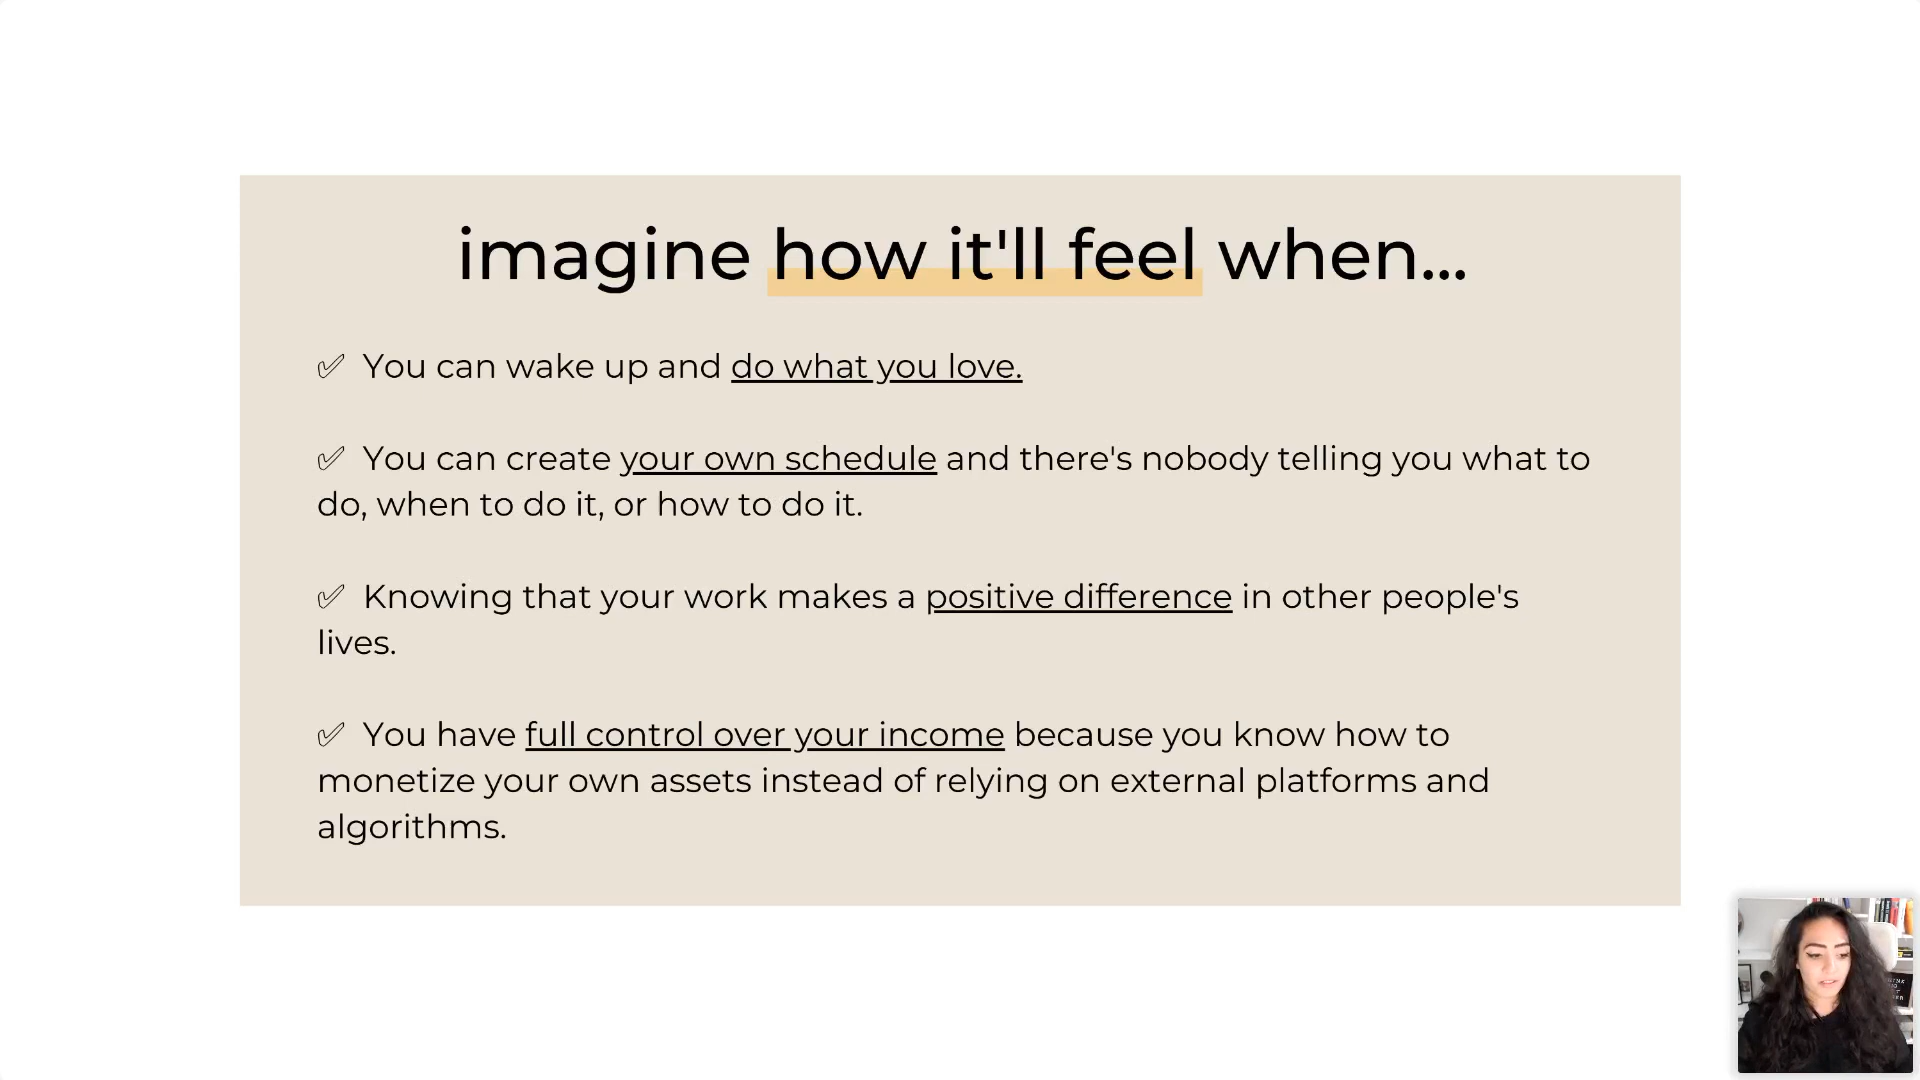 imagine how it'll feel when...
✅ You can wake up and do what you love.
✅ You can create your own schedule and there's nobody telling you what to
do, when to do it, or how to do it.
✅ Knowing that your work makes a positive difference in other people's
lives.
✅ You have full control over your income because you know how to
monetize your own assets instead of relying on external platforms and
algorithms.